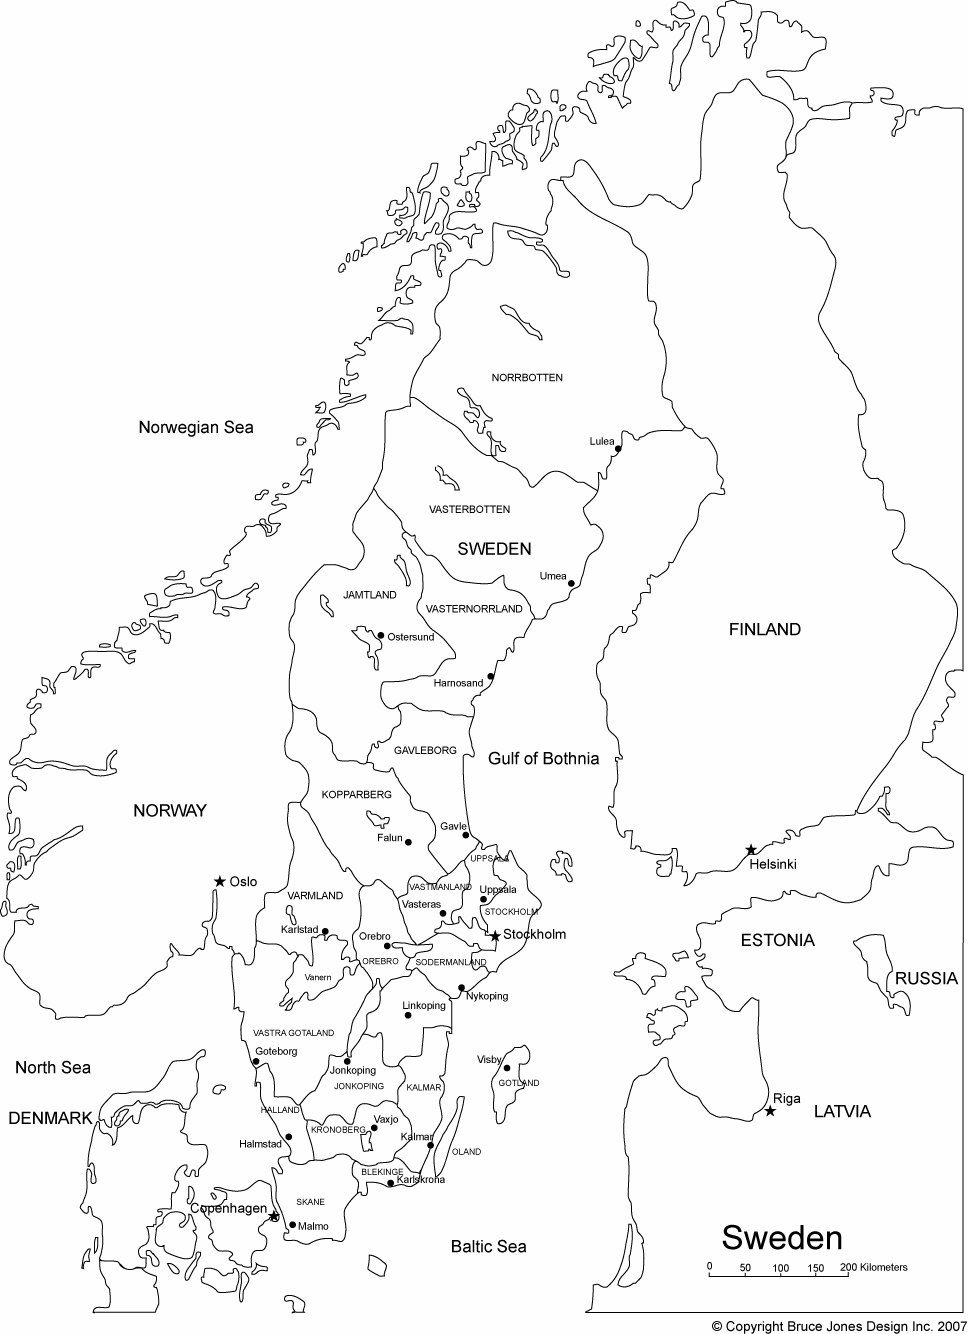 NORRBOTTEN
Norwegian Sea
Lulea
VASTERBOTTEN
SWEDEN
Umea
JAMTLAND
VASTERNORRLAND
FINLAND
Ostersund
Harnosand
GAVLEBORG
Gulf of Bothnia
KOPPARBERG
NORWAY
Gavle
Falun
UPPSALA
Helsinki
Oslo
VASTMANLAND
Uppsala
VARMLAND
Vasteras
STOCKHOLM
Karlstad
Orebro
Stockholm
ESTONIA
OREBRO
SODERMANLAND
Vanern
RUSSIA
Nykoping
Linkoping
VASTRA GOTALAND
Goteborg
Visby
North Sea
Jonkoping
GOTLAND
JONKOPING
KALMAR
Riga
HALLAND
LATVIA
DENMARK
Vaxjo
KRONOBERG
Kalmar
Halmstad
OLAND
BLEKINGE
Karlskrona
SKANE
Copenhagen
Malmo
Baltic Sea
Sweden
0 50 100 150 200 Kilometers
© Copyright Bruce Jones Design Inc. 2007